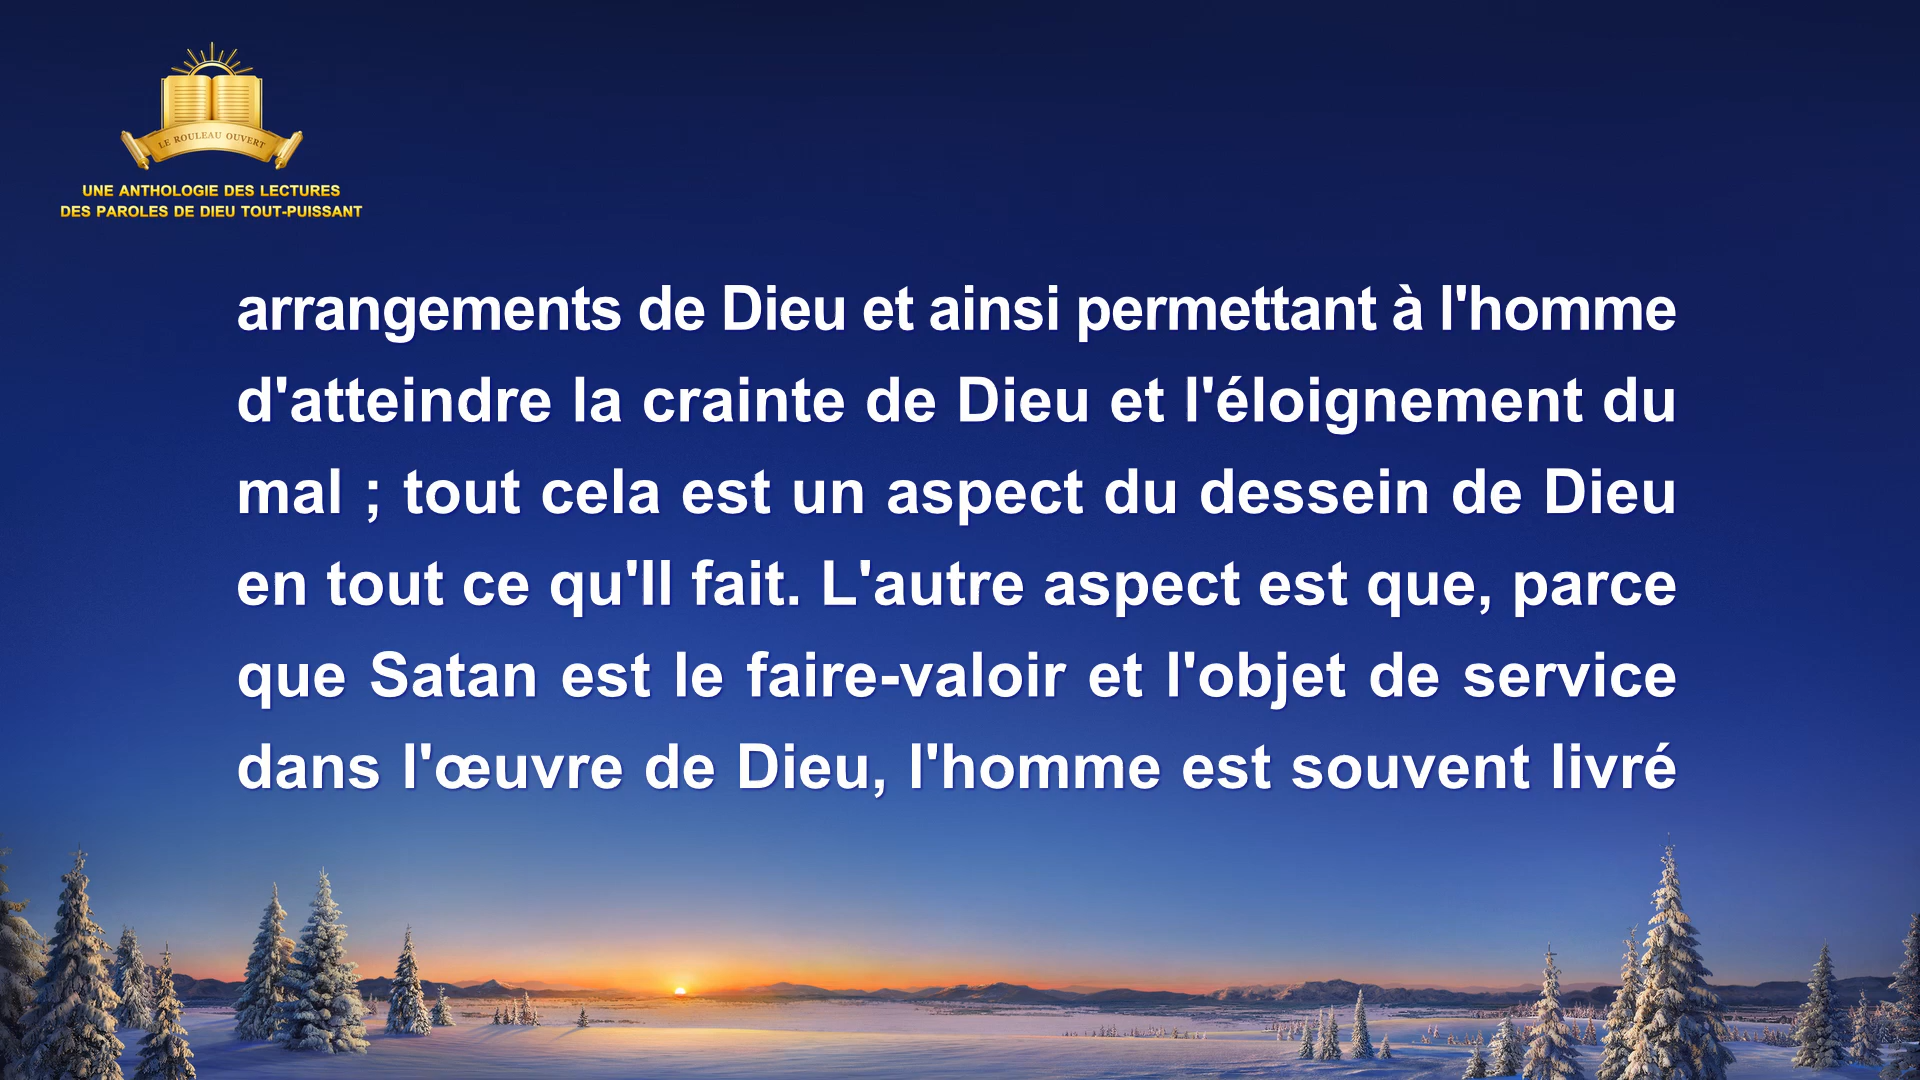 LE ROULEAU OUVERT
UNE ANTHOLOGIE DES LECTURES
DES PAROLES DE DIEU TOUT-PUISSANT
arrangements de Dieu et ainsi permettant à l'homme
d'atteindre la crainte de Dieu et l'éloignement du
mal ; tout cela est un aspect du dessein de Dieu
en tout ce qu'Il fait. L'autre aspect est que, parce
que Satan est le faire-valoir et l'objet de service
dans l'œuvre de Dieu, l'homme est souvent livré